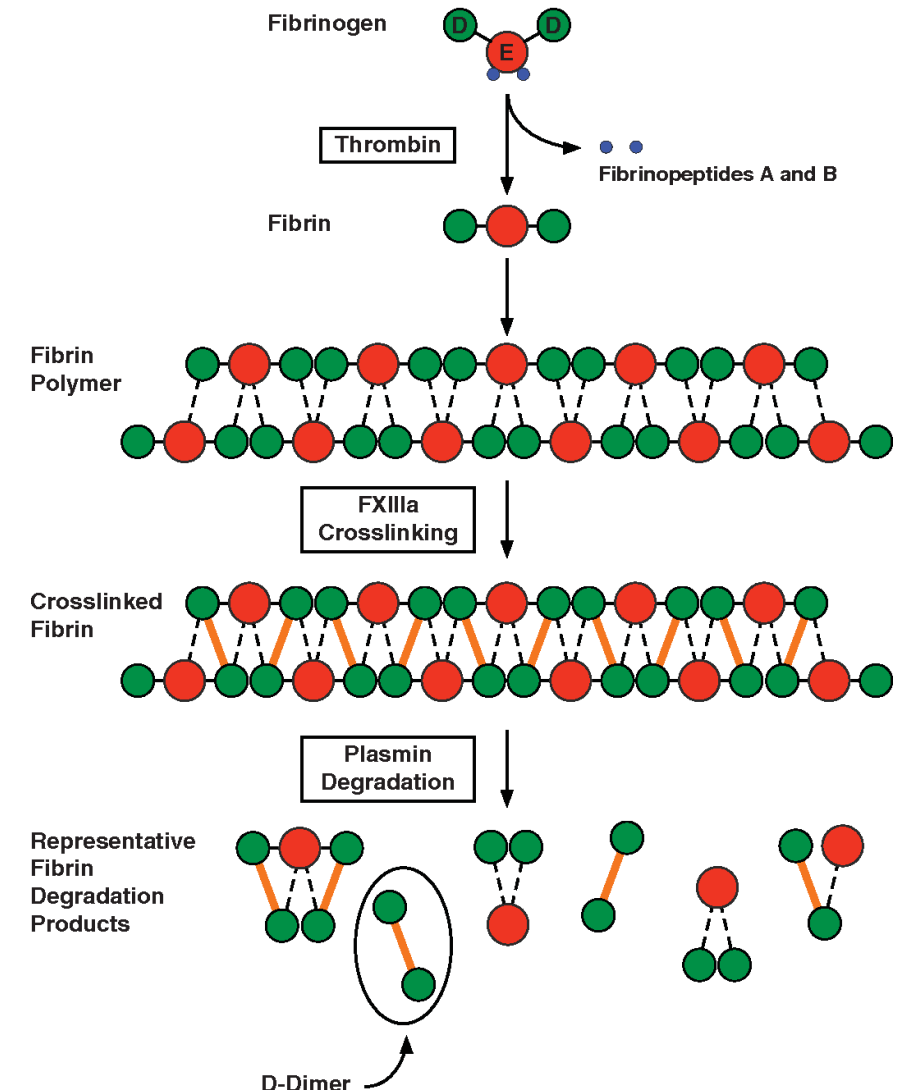 Fibrinogen
D
D
E
Thrombin
Fibrinopeptides A and B
Fibrin
Fibrin
Polymer
FXIIIa
Crosslinking
Crosslinked
Fibrin
Plasmin
Degradation
Representative
Fibrin
Degradation
Products
D-Dimer